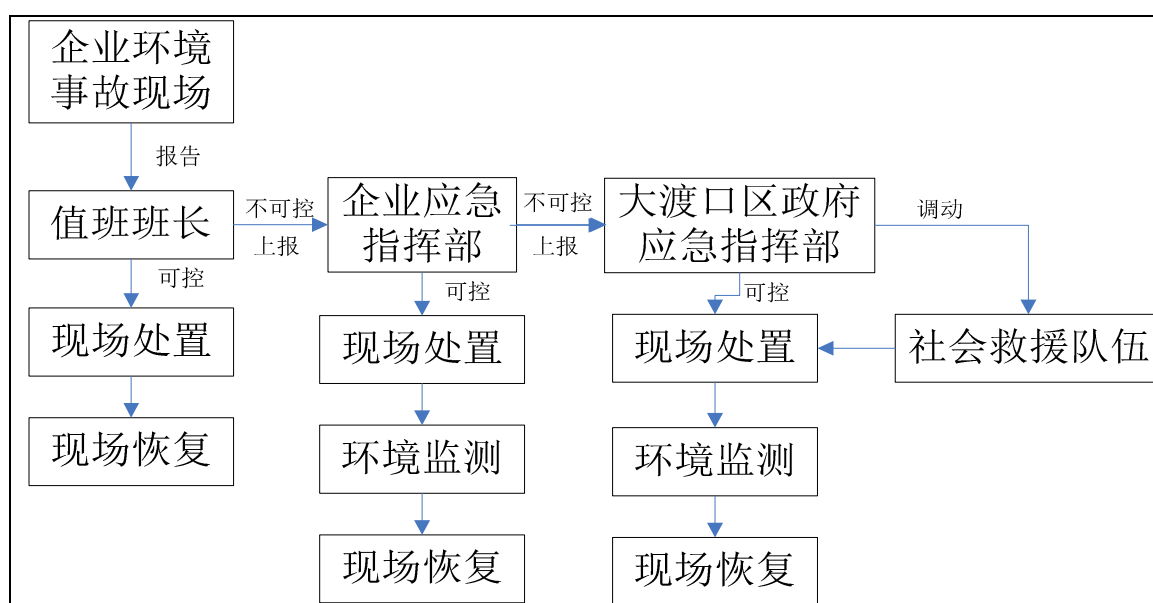 企业环境
事故现场
报告
值班班长
不可控
上报
企业应急
指挥部
不可控
上报
大渡口区政府
应急指挥部
调动
可控
可控
可控
现场处置
现场处置
现场处置
社会救援队伍
现场恢复
环境监测
环境监测
现场恢复
现场恢复